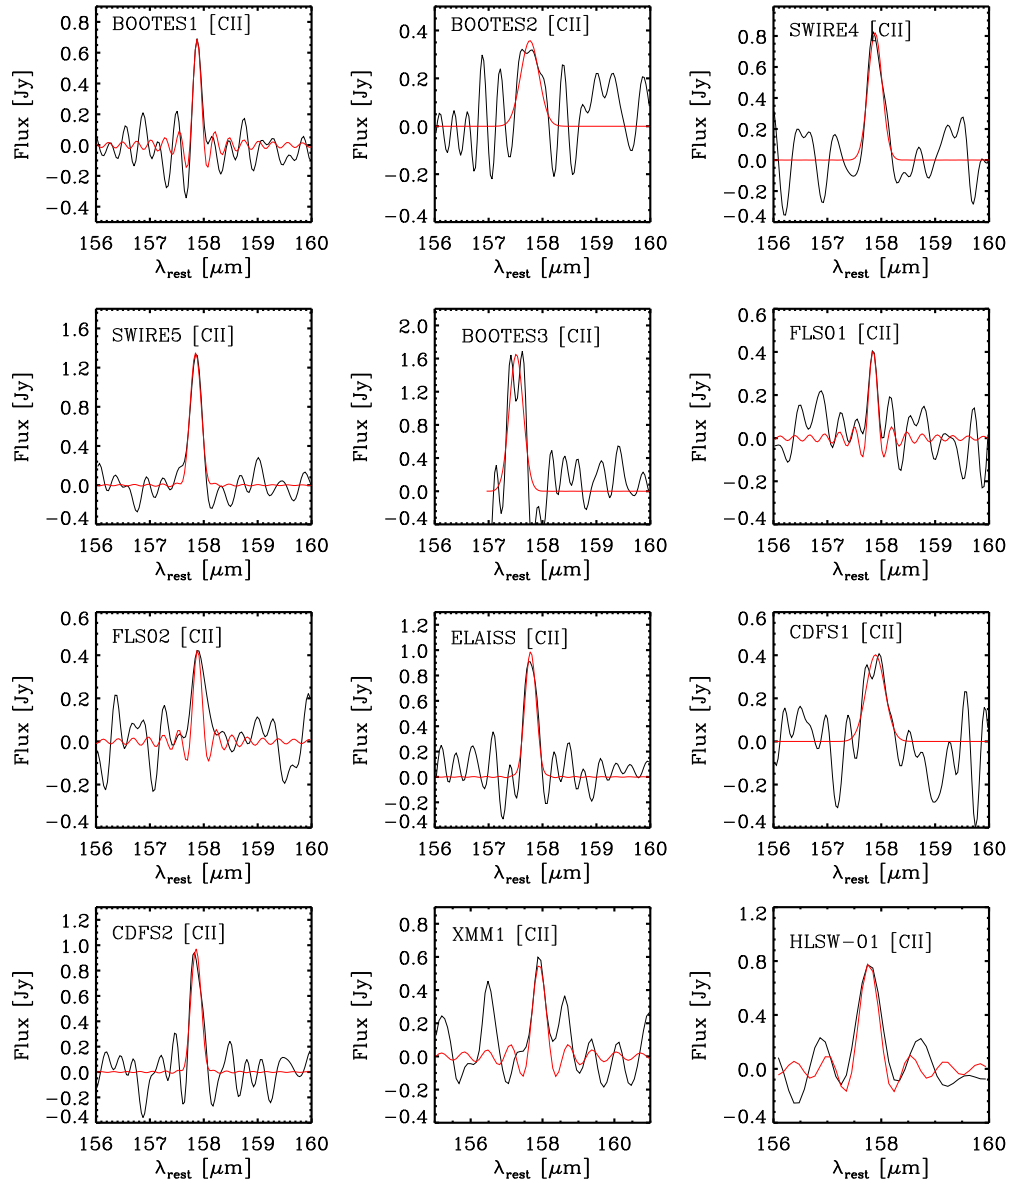 BOOTES1 [CII]
Flux [Jy]
0.8
0.6
0.4
0.2
0.0
−0.2
−0.4
156 157 158 159 160
λrest [μm]
BOOTES2 [CII]
Flux [Jy]
0.4
0.2
0.0
0.2
0.4
156 157 158 159 160
λrest [μm]
SWIRE4 [CII]
Flux [Jy]
0.8
0.6
0.4
0.2
0.0
−0.2
−0.4
156 157 158 159 160
λrest [μm]
SWIRE5 [CII]
Flux [Jy]
1.6
1.2
0.8
0.4
0.0
−0.4
156 157 158 159 160
λrest [μm]
BOOTES3 [CII]
Flux [Jy]
2.0
1.6
1.2
0.8
0.4
0.0
−0.4
156 157 158 159 160
λrest [μm]
FLS01 [CII]
Flux [Jy]
0.6
0.4
0.2
0.0
−0.2
−0.4
156 157 158 159 160
λrest [μm]
FLS02 [CII]
Flux [Jy]
0.6
0.4
0.2
0.0
−0.2
−0.4
156 157 158 159 160
λrest [μm]
ELAISS [CII]
Flux [Jy]
1.2
1.0
0.8
0.6
0.4
0.2
0.0
−0.2
−0.4
156 157 158 159 160
λrest [μm]
CDFS1 [CII]
Flux [Jy]
0.6
0.4
0.2
0.0
−0.2
−0.4
156 157 158 159 160
λrest [μm]
CDFS2 [CII]
Flux [Jy]
1.2
1.0
0.8
0.6
0.4
0.2
0.0
−0.2
−0.4
156 157 158 159 160
λrest [μm]
XMM1 [CII]
Flux [Jy]
0.8
0.6
0.4
0.2
0.0
−0.2
−0.4
156 158 160
λrest [μm]
HLSW−01 [CII]
Flux [Jy]
1.2
0.8
0.4
0.0
−0.4
156 157 158 159 160
λrest [μm]